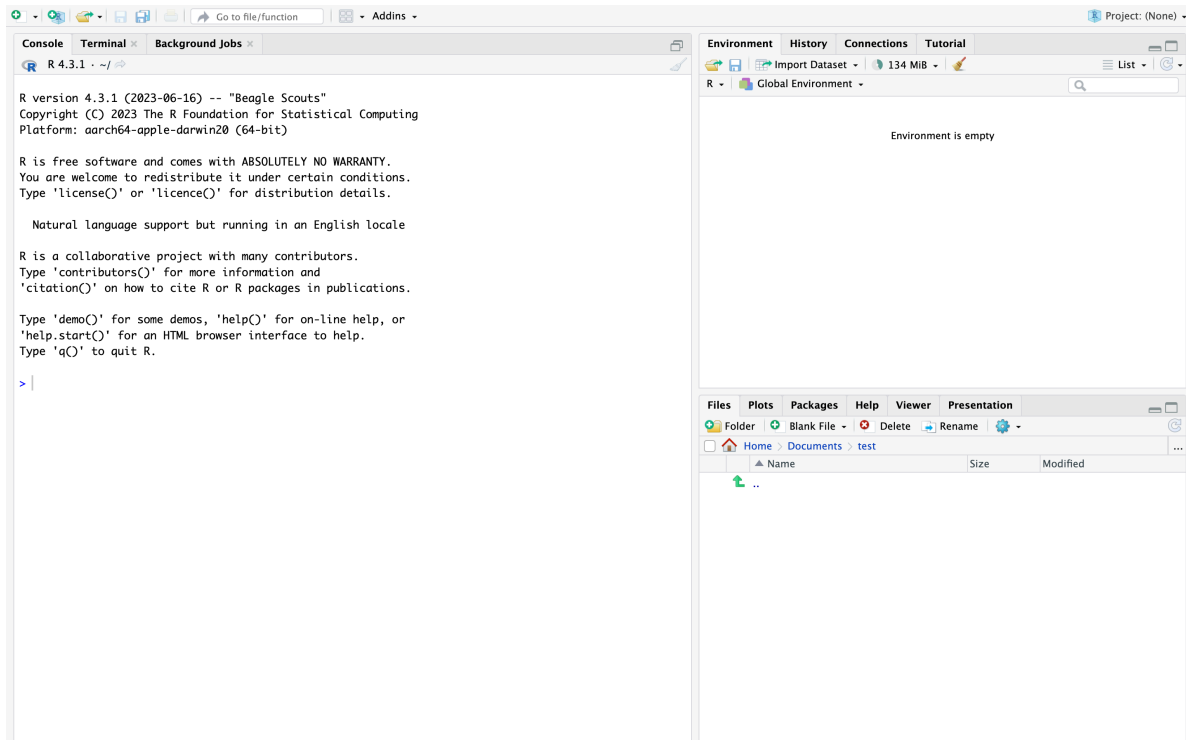 Go to file/function
Addins
Project: (None)
Console Terminal Background Jobs
R 4.3.1 · ~/
R version 4.3.1 (2023-06-16) -- "Beagle Scouts"
Copyright (C) 2023 The R Foundation for Statistical Computing
Platform: aarch64-apple-darwin20 (64-bit)
R is free software and comes with ABSOLUTELY NO WARRANTY.
You are welcome to redistribute it under certain conditions.
Type 'license()' or 'licence()' for distribution details.
Natural language support but running in an English locale
R is a collaborative project with many contributors.
Type 'contributors()' for more information and
'citation()' on how to cite R or R packages in publications.
Type 'demo()' for some demos, 'help()' for on-line help, or
'help.start()' for an HTML browser interface to help.
Type 'q()' to quit R.
>
Environment History Connections Tutorial
Import Dataset 134 MiB List
R Global Environment
Environment is empty
Files Plots Packages Help Viewer Presentation
Folder Blank File Delete Rename
Home > Documents > test
...
Name Size Modified
..